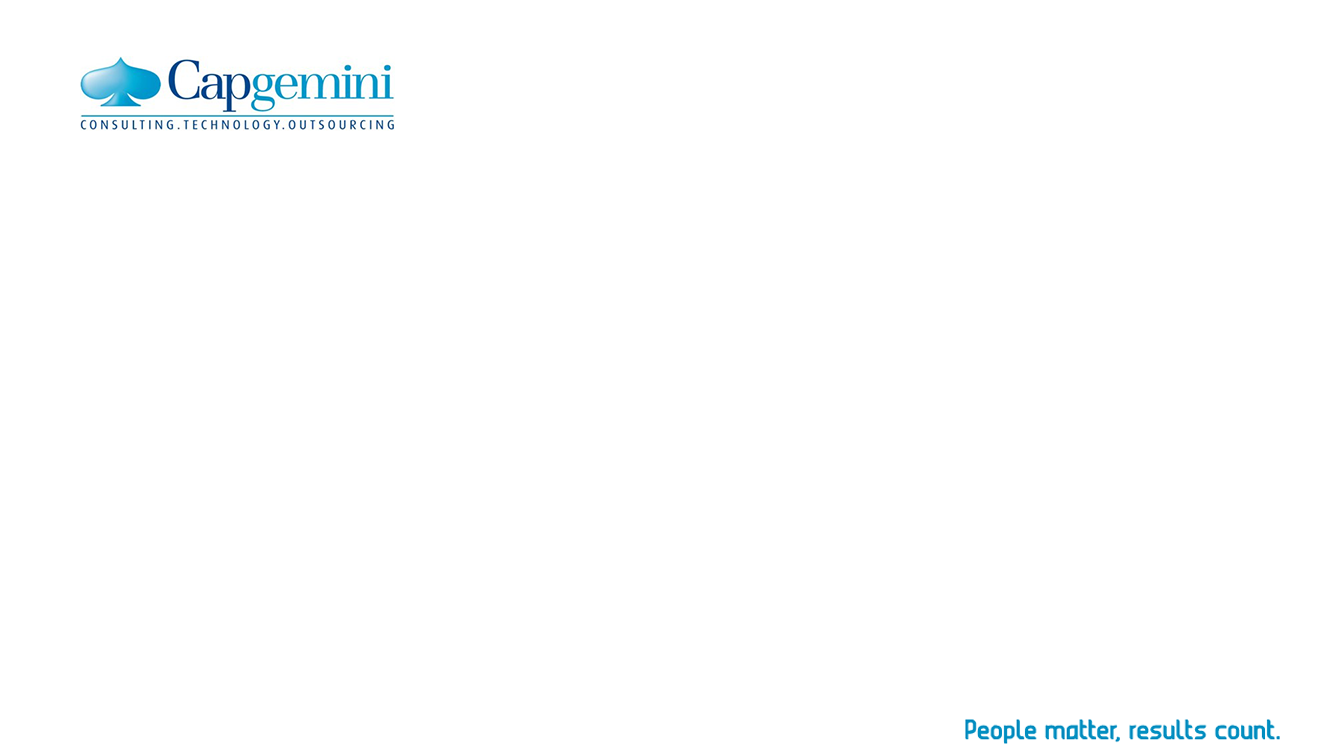 Capgemini
CONSULTING.TECHNOLOGY.OUTSOURCING
People matter, results count.